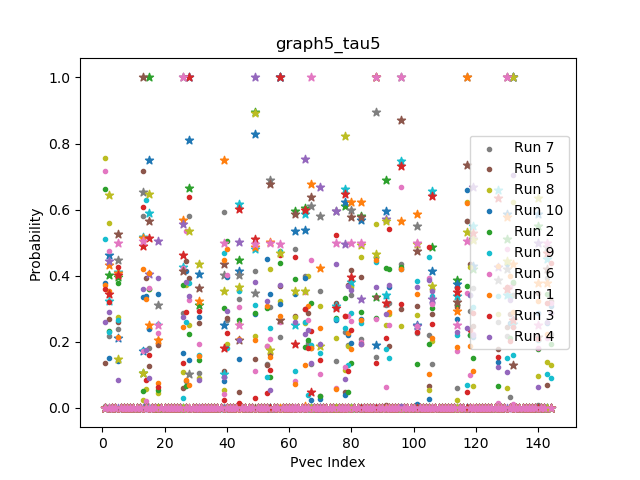 graph5_tau5
1.0
0.8
0.6
0.4
0.2
0.0
Probability
0
20
40
60
80
100
120
140
Pvec Index
Run 7
Run 5
Run 8
Run 10
Run 2
Run 9
Run 6
Run 1
Run 3
Run 4